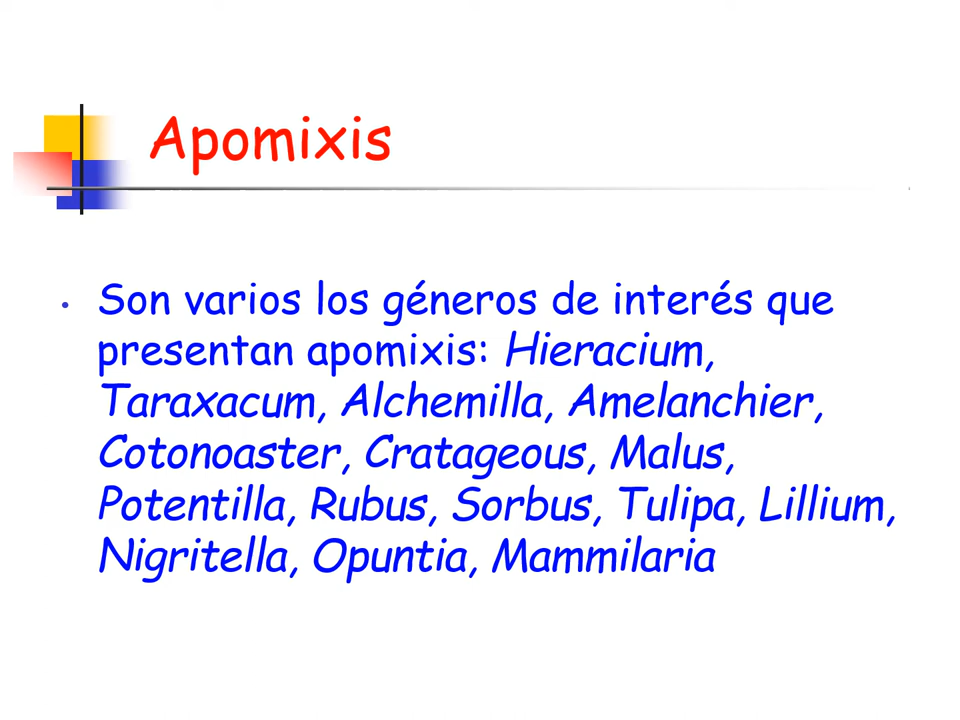 Apomixis
• Son varios los géneros de interés que
presentan apomixis: Hieracium,
Taraxacum, Alchemilla, Amelanchier,
Cotonoaster, Cratageous, Malus,
Potentilla, Rubus, Sorbus, Tulipa, Lillium,
Nigritella, Opuntia, Mammilaria